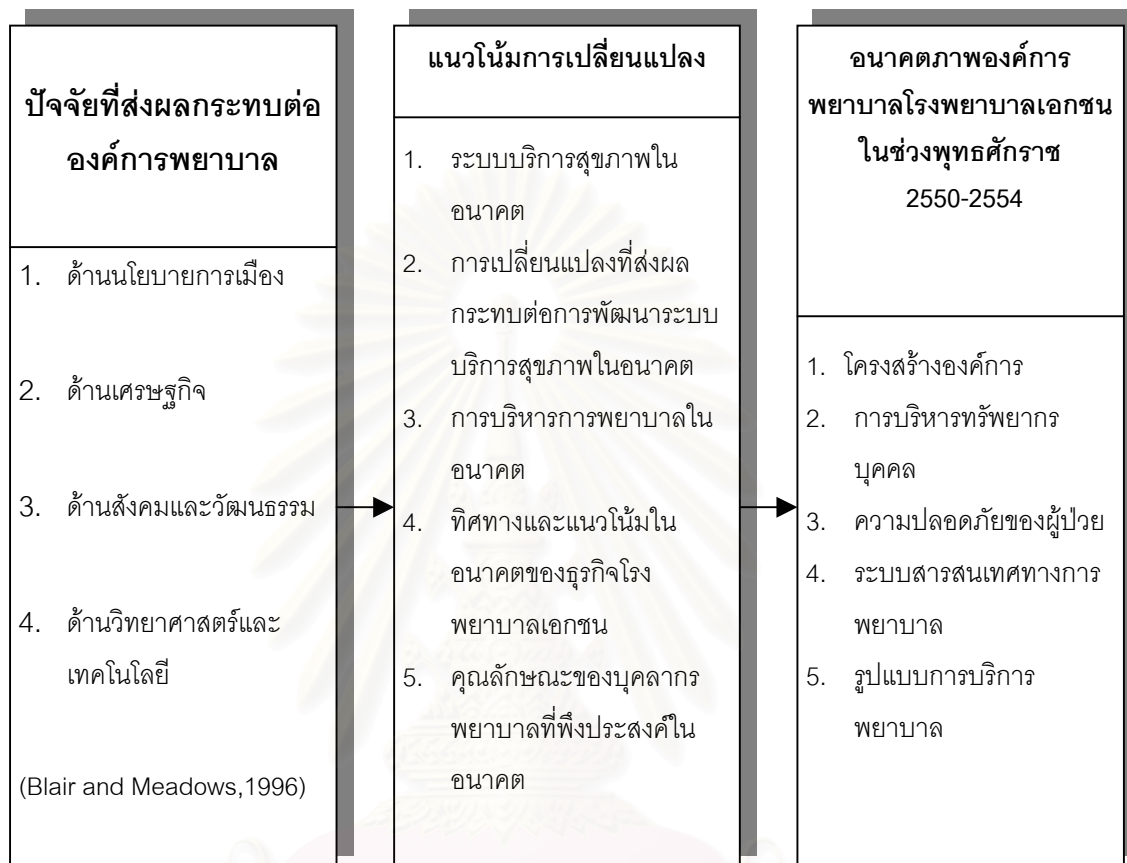 ปัจจัยที่ส่งผลกระทบต่อ
องค์การพยาบาล
1. ด้านนโยบายการเมือง
2. ด้านเศรษฐกิจ
3. ด้านสังคมและวัฒนธรรม
4. ด้านวิทยาศาสตร์และ
เทคโนโลยี
(Blair and Meadows,1996)
แนวโน้มการเปลี่ยนแปลง
1. ระบบบริการสุขภาพใน
อนาคต
2. การเปลี่ยนแปลงที่ส่งผล
กระทบต่อการพัฒนาระบบ
บริการสุขภาพในอนาคต
3. การบริหารการพยาบาลใน
อนาคต
4. ทิศทางและแนวโน้มใน
อนาคตของธุรกิจโรง
พยาบาลเอกชน
5. คุณลักษณะของบุคลากร
พยาบาลที่พึงประสงค์ใน
อนาคต
อนาคตภาพองค์การ
พยาบาลโรงพยาบาลเอกชน
ในช่วงพุทธศักราช
2550-2554
1. โครงสร้างองค์การ
2. การบริหารทรัพยากร
บุคคล
3. ความปลอดภัยของผู้ป่วย
4. ระบบสารสนเทศทางการ
พยาบาล
5. รูปแบบการบริการ
พยาบาล